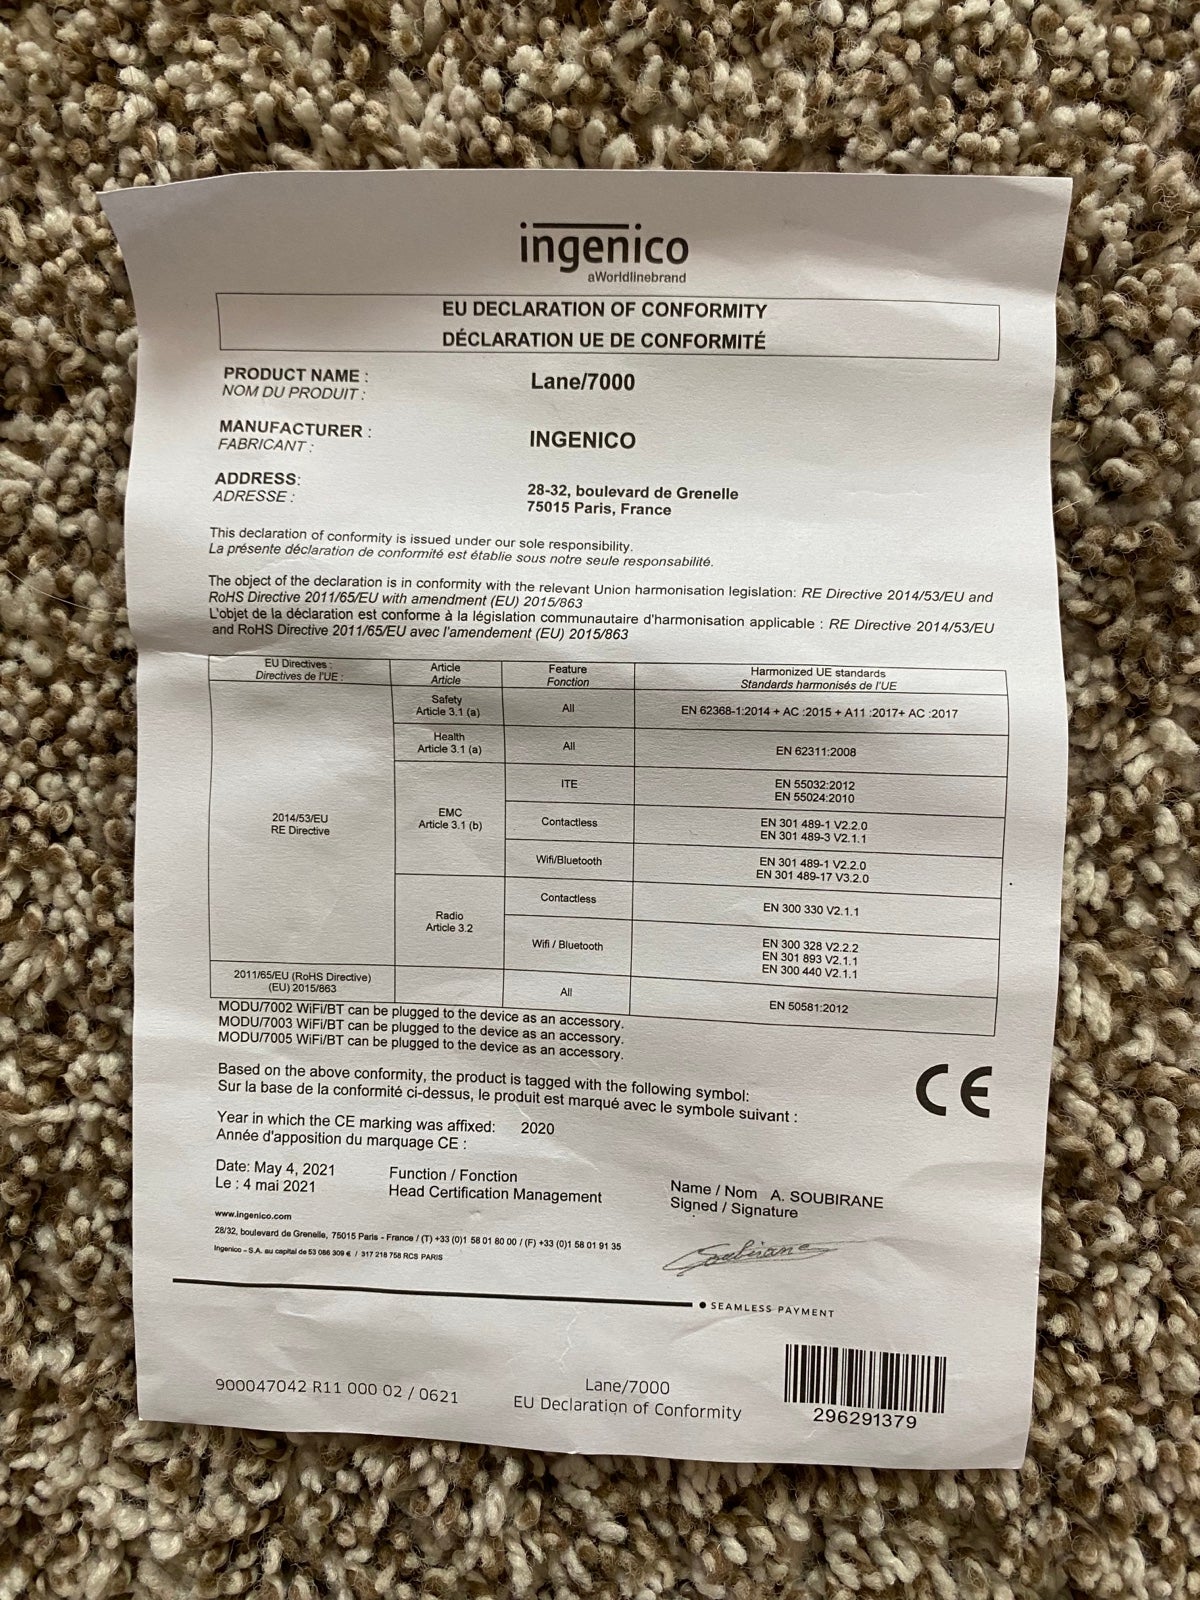 ingenico
aWorldlinebrand
EU DECLARATION OF CONFORMITY
DÉCLARATION UE DE CONFORMITÉ
PRODUCT NAME : Lane/7000
NOM DU PRODUIT :
MANUFACTURER : INGENICO
FABRICANT :
ADDRESS: 28-32, boulevard de Grenelle
ADRESSE : 75015 Paris, France
This declaration of conformity is issued under our sole responsibility.
La présente déclaration de conformité est établie sous notre seule responsabilité.
The object of the declaration is in conformity with the relevant Union harmonisation legislation: RE Directive 2014/53/EU and
RoHS Directive 2011/65/EU with amendment (EU) 2015/863
L'objet de la déclaration est conforme à la législation communautaire d'harmonisation applicable : RE Directive 2014/53/EU
and RoHS Directive 2011/65/EU avec l'amendement (EU) 2015/863
EU Directives : Article Feature Harmonized UE standards
Directives de l'UE : Article Fonction Standards harmonisés de l'UE
2014/53/EU
RE Directive
Safety
Article 3.1 (a)
All
EN 62368-1:2014 + AC :2015 + A11 :2017+ AC :2017
Health
Article 3.1 (a)
All
EN 62311:2008
EMC
Article 3.1 (b)
ITE
EN 55032:2012
EN 55024:2010
Contactless
EN 301 489-1 V2.2.0
EN 301 489-3 V2.1.1
Wifi/Bluetooth
EN 301 489-1 V2.2.0
EN 301 489-17 V3.2.0
Radio
Article 3.2
Contactless
EN 300 330 V2.1.1
Wifi / Bluetooth
EN 300 328 V2.2.2
EN 301 893 V2.1.1
EN 300 440 V2.1.1
2011/65/EU (RoHS Directive)
(EU) 2015/863
All
EN 50581:2012
MODU/7002 WiFi/BT can be plugged to the device as an accessory.
MODU/7003 WiFi/BT can be plugged to the device as an accessory.
MODU/7005 WiFi/BT can be plugged to the device as an accessory.
Based on the above conformity, the product is tagged with the following symbol:
Sur la base de la conformité ci-dessus, le produit est marqué avec le symbole suivant :
CE
Year in which the CE marking was affixed: 2020
Année d'apposition du marquage CE :
Date: May 4, 2021
Le : 4 mai 2021
Function / Fonction
Head Certification Management
Name / Nom A. SOUBIRANE
Signed / Signature
Soubirane
www.ingenico.com
28/32, boulevard de Grenelle, 75015 Paris - France / (T) +33 (0)1 58 01 80 00 / (F) +33 (0)1 58 01 91 35
Ingenico – S.A. au capital de 53 086 309 € / 317 218 758 RCS PARIS
SEAMLESS PAYMENT
900047042 R11 000 02 / 0621
Lane/7000
EU Declaration of Conformity
296291379